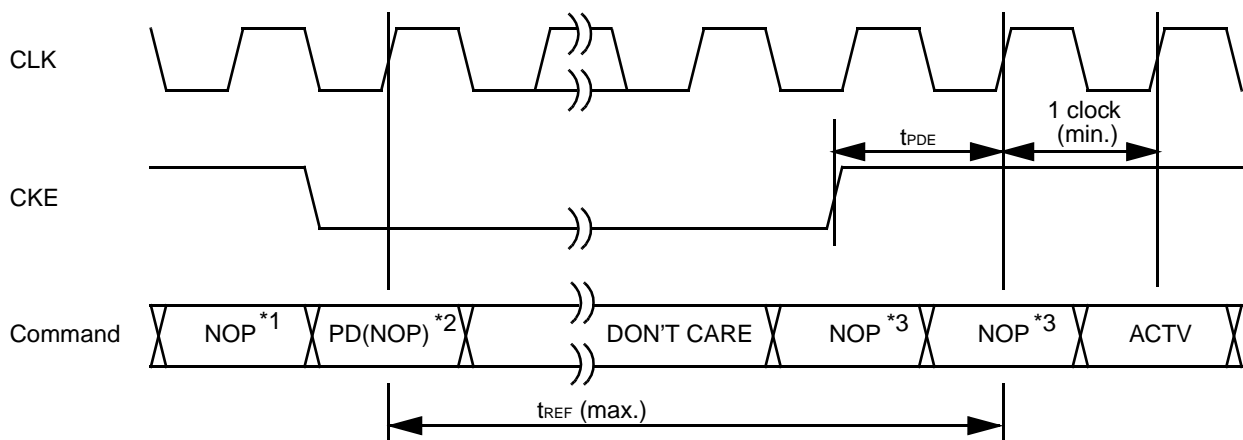 CLK
1 clock
(min.)
tPDE
CKE
Command
NOP *1
PD(NOP) *2
DON'T CARE
NOP *3
NOP *3
ACTV
tREF (max.)